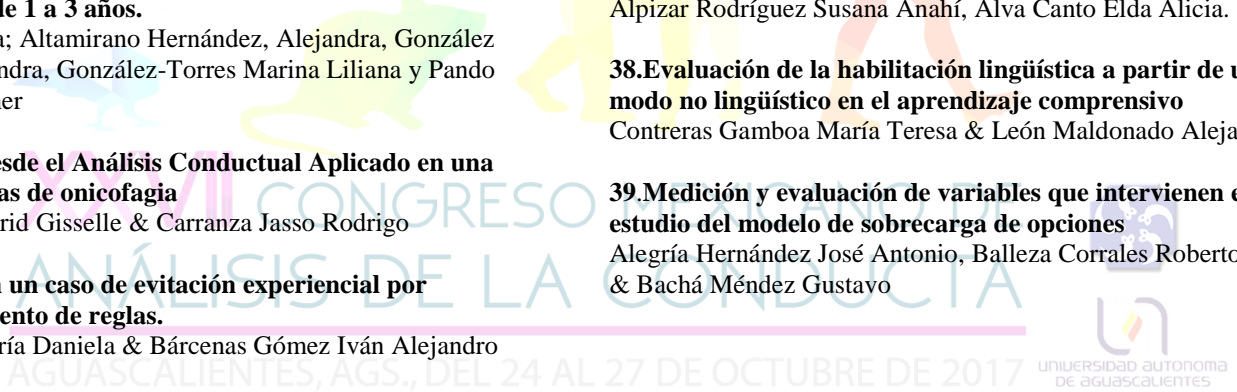 de 1 a 3 años.
a; Altamirano Hernández, Alejandra, González
ndra, González-Torres Marina Liliana y Pando
ner
esde el Análisis Conductual Aplicado en una
as de onicofagia
rid Gisselle & Carranza Jasso Rodrigo
un caso de evitación experiencial por
ento de reglas.
ría Daniela & Bárcenas Gómez Iván Alejandro
Alpizar Rodríguez Susana Anahí, Alva Canto Elda Alicia.
38.Evaluación de la habilitación lingüística a partir de u
modo no lingüístico en el aprendizaje comprensivo
Contreras Gamboa María Teresa & León Maldonado Aleja
39.Medición y evaluación de variables que intervienen e
estudio del modelo de sobrecarga de opciones
Alegría Hernández José Antonio, Balleza Corrales Roberto
& Bachá Méndez Gustavo
XXVII CONGRESO MEXICANO DE
ANÁLISIS DE LA CONDUCTA
AGUASCALIENTES, AGS., DEL 24 AL 27 DE OCTUBRE DE 2017
UNIVERSIDAD AUTONOMA
DE AGUASCALIENTES